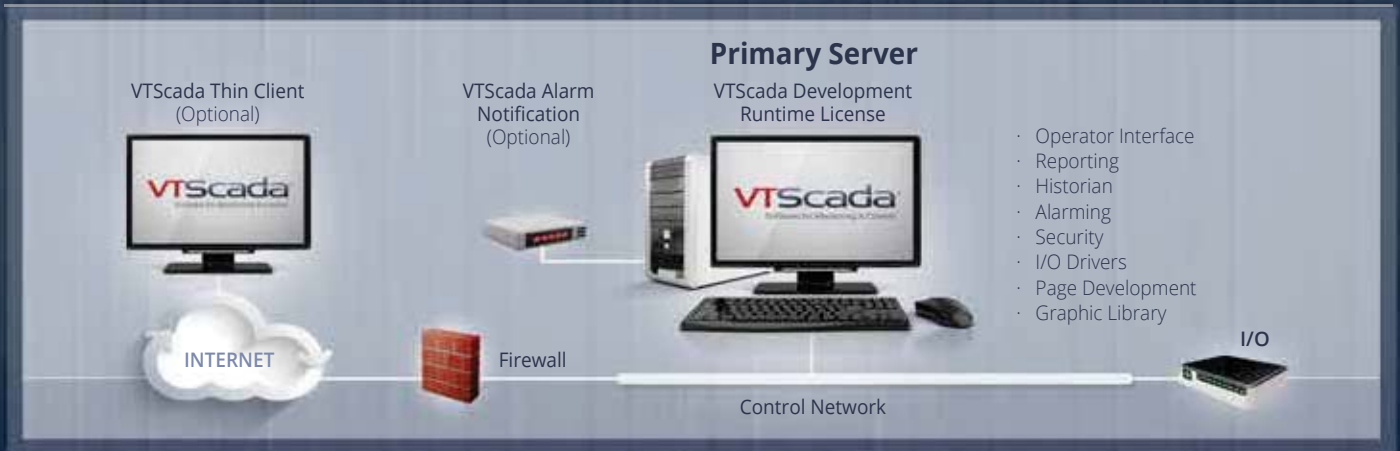 Primary Server
VTScada Thin Client
(Optional)
VTScada Alarm
Notification
(Optional)
VTScada Development
Runtime License
VTScada
VTScada
· Operator Interface
· Reporting
· Historian
· Alarming
· Security
· I/O Drivers
· Page Development
· Graphic Library
INTERNET
Firewall
Control Network
I/O